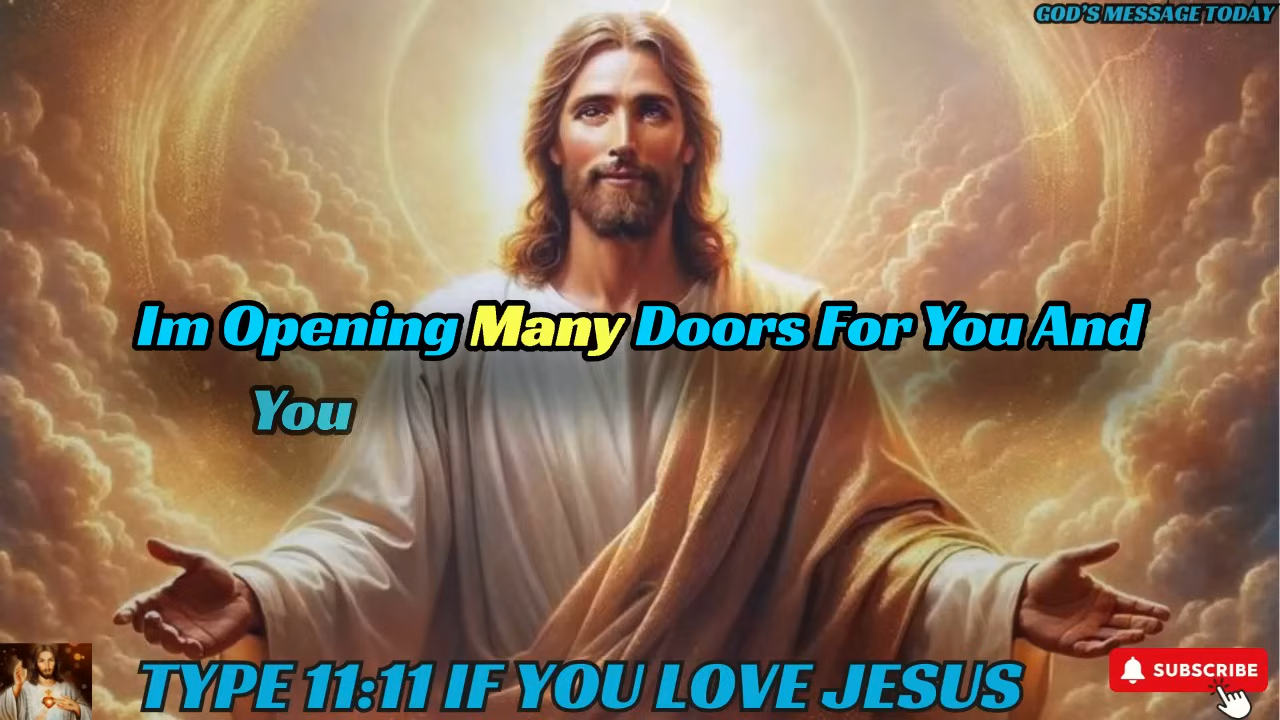 GOD'S MESSAGE TODAY
Im Opening Many Doors For You And
You
TYPE 11:11 IF YOU LOVE JESUS
SUBSCRIBE